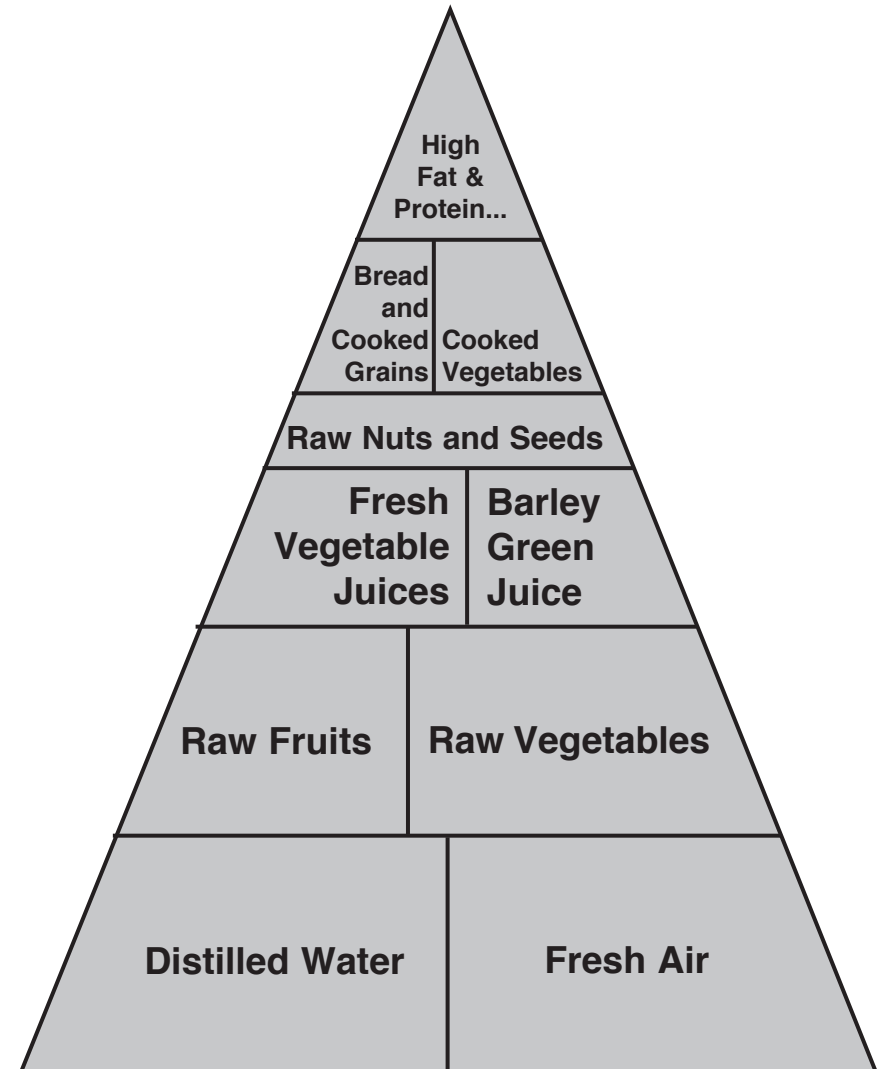 High
Fat &
Protein...
Bread
and
Cooked
Grains
Cooked
Vegetables
Raw Nuts and Seeds
Fresh
Vegetable
Juices
Barley
Green
Juice
Raw Fruits
Raw Vegetables
Distilled Water
Fresh Air